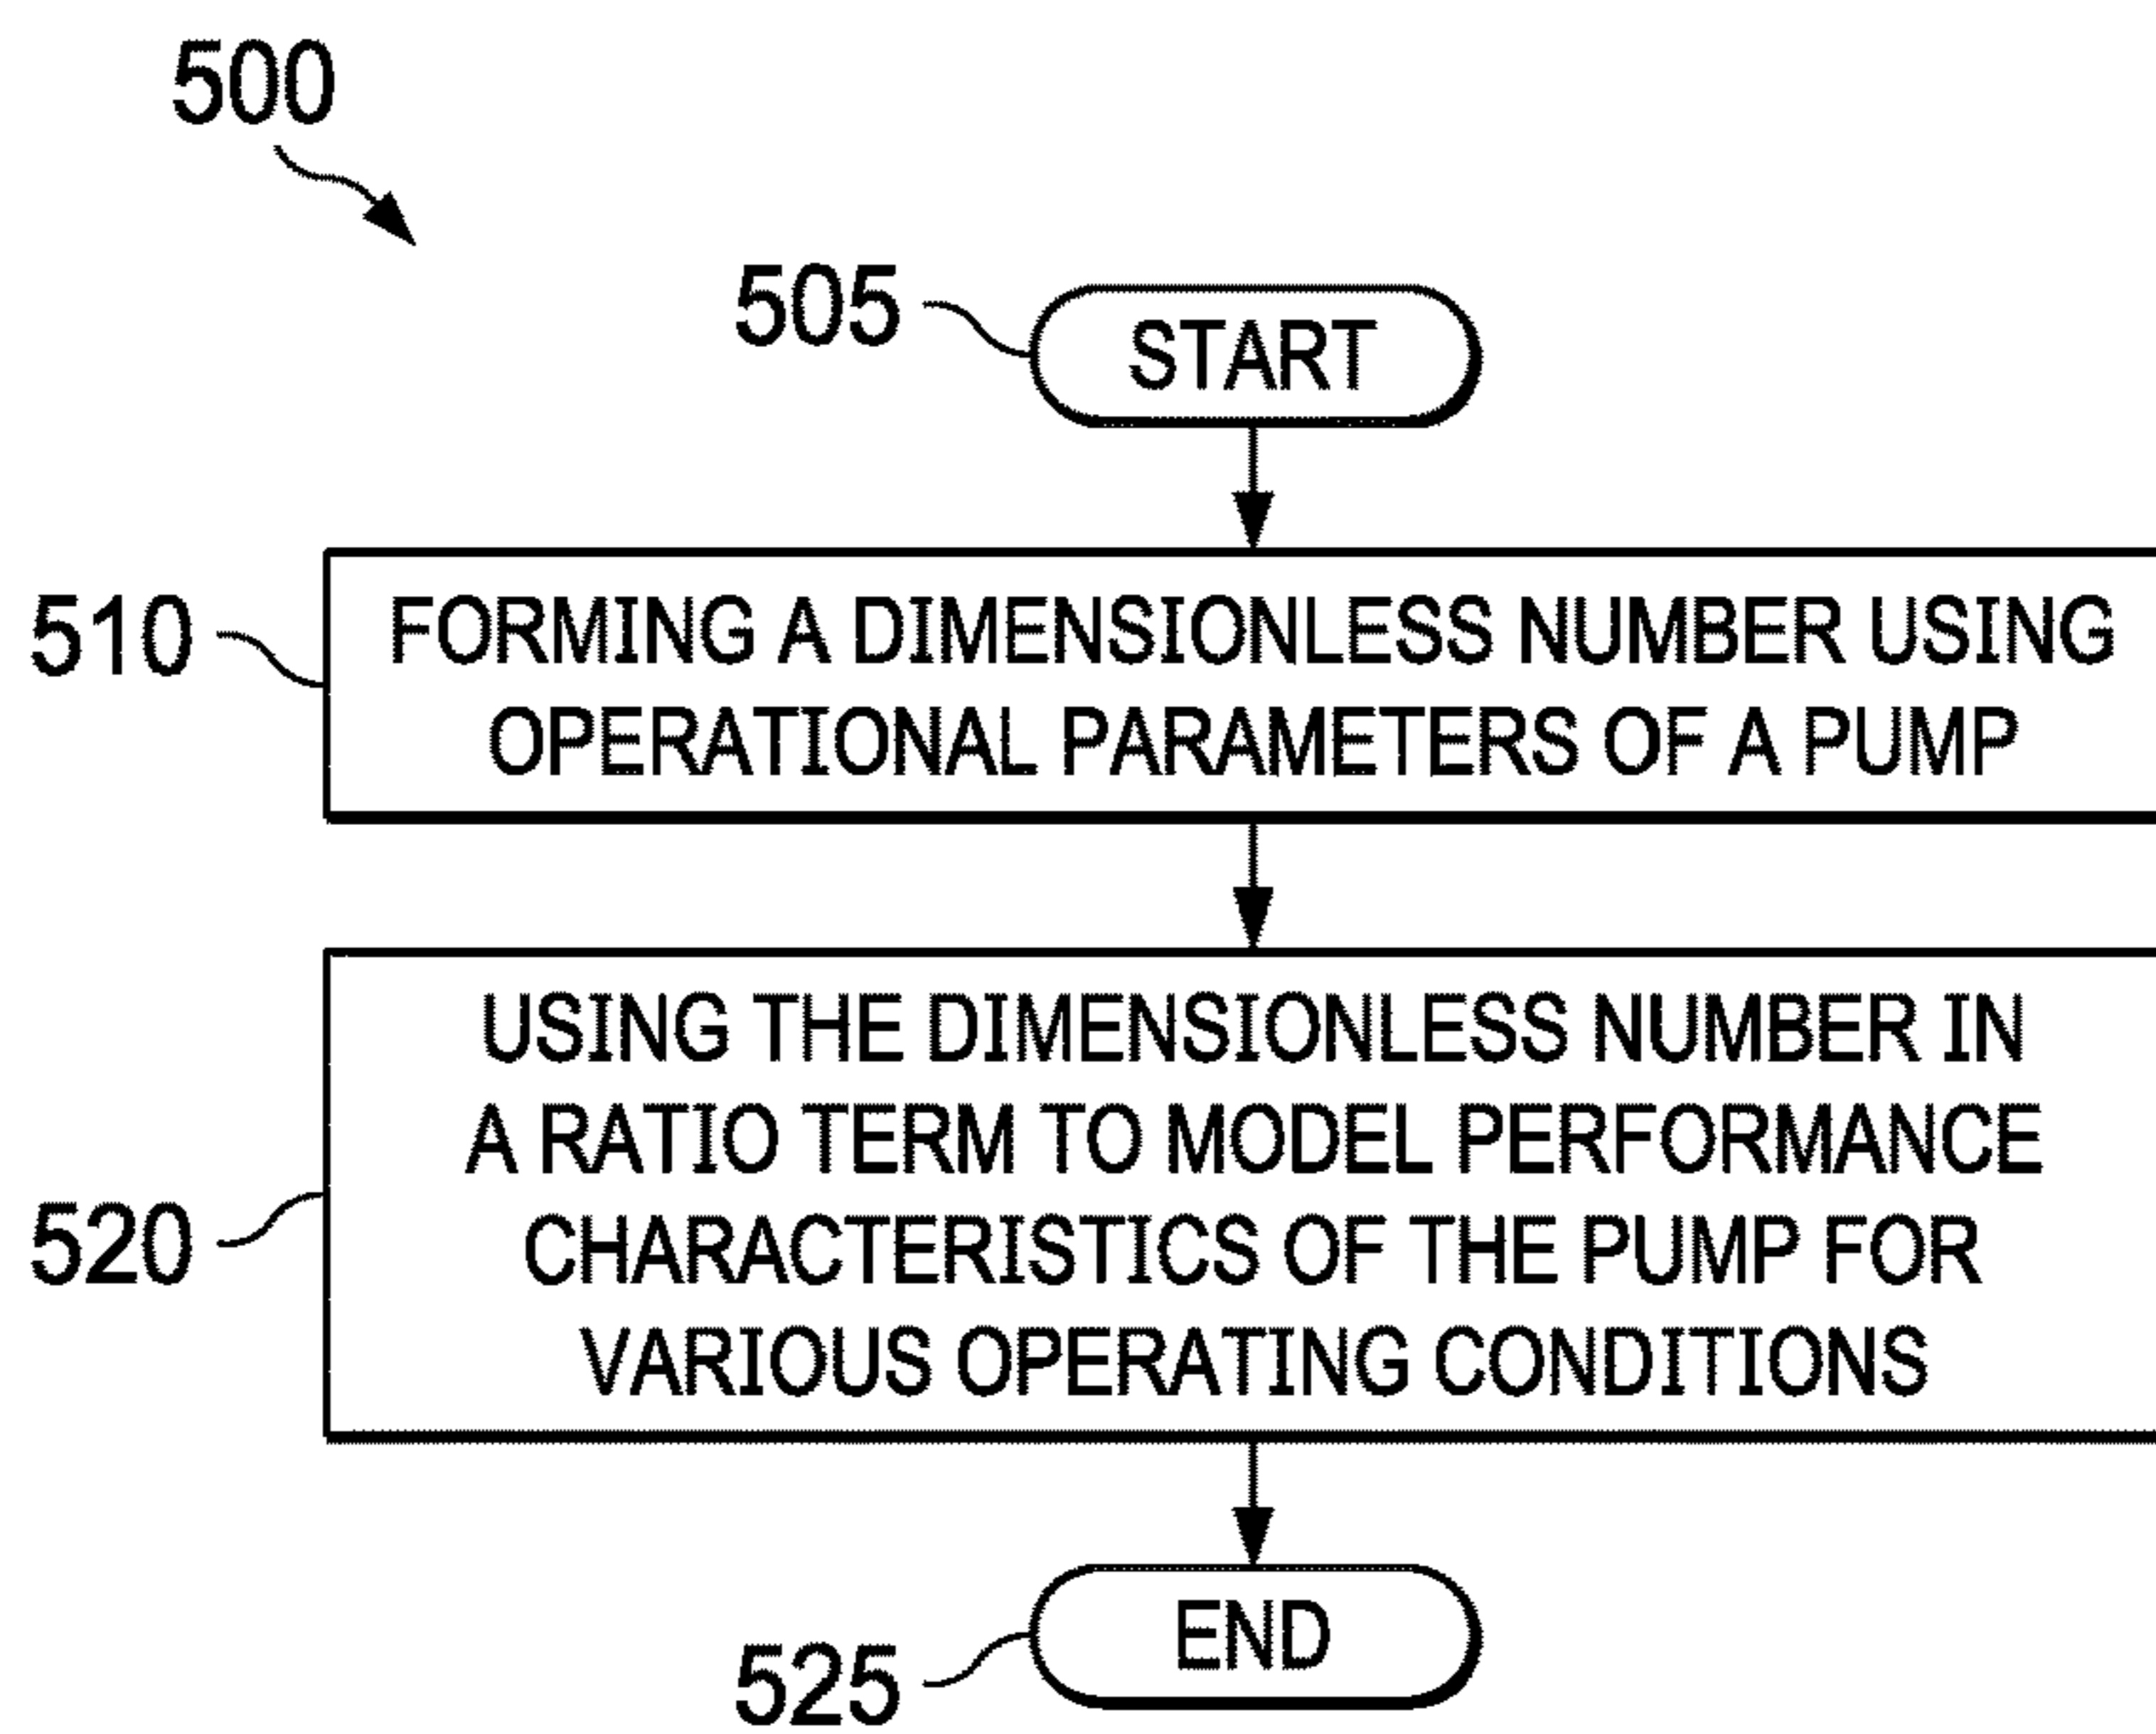 500
505
START
510
FORMING A DIMENSIONLESS NUMBER USING
OPERATIONAL PARAMETERS OF A PUMP
520
USING THE DIMENSIONLESS NUMBER IN
A RATIO TERM TO MODEL PERFORMANCE
CHARACTERISTICS OF THE PUMP FOR
VARIOUS OPERATING CONDITIONS
525
END